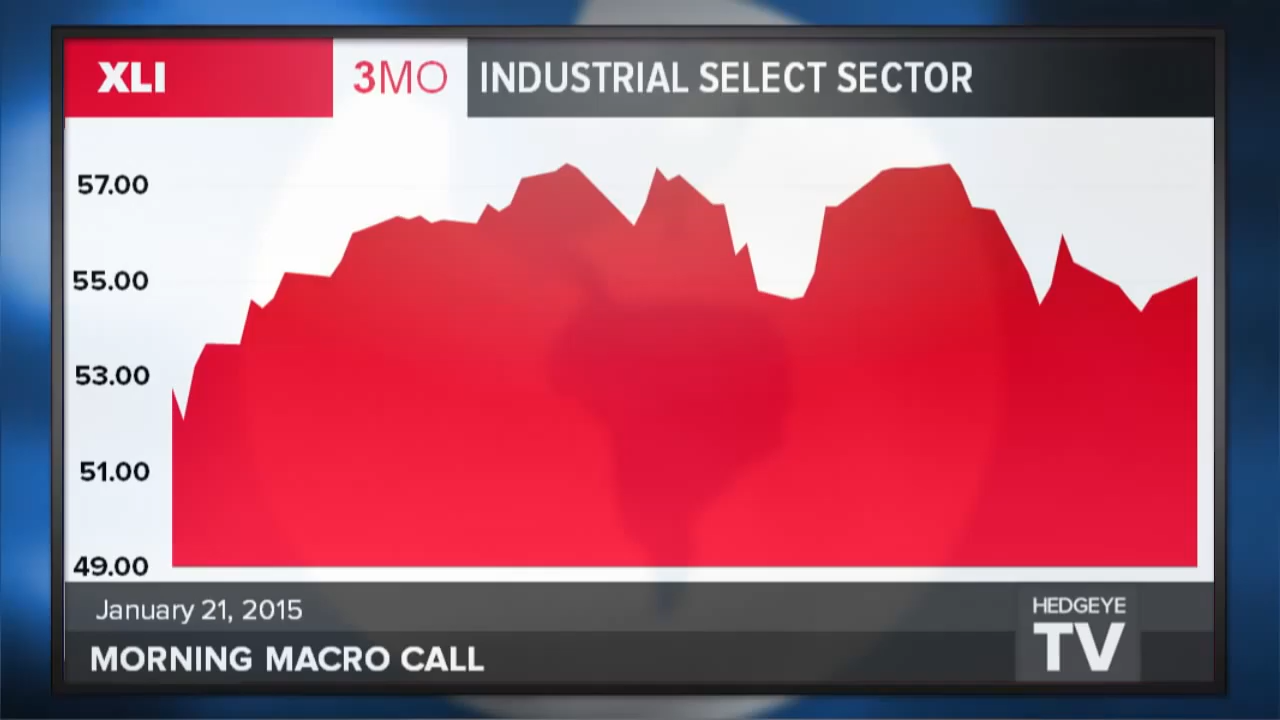 XLI 3MO INDUSTRIAL SELECT SECTOR
57.00
55.00
53.00
51.00
49.00
January 21, 2015
MORNING MACRO CALL
HEDGEYE
TV